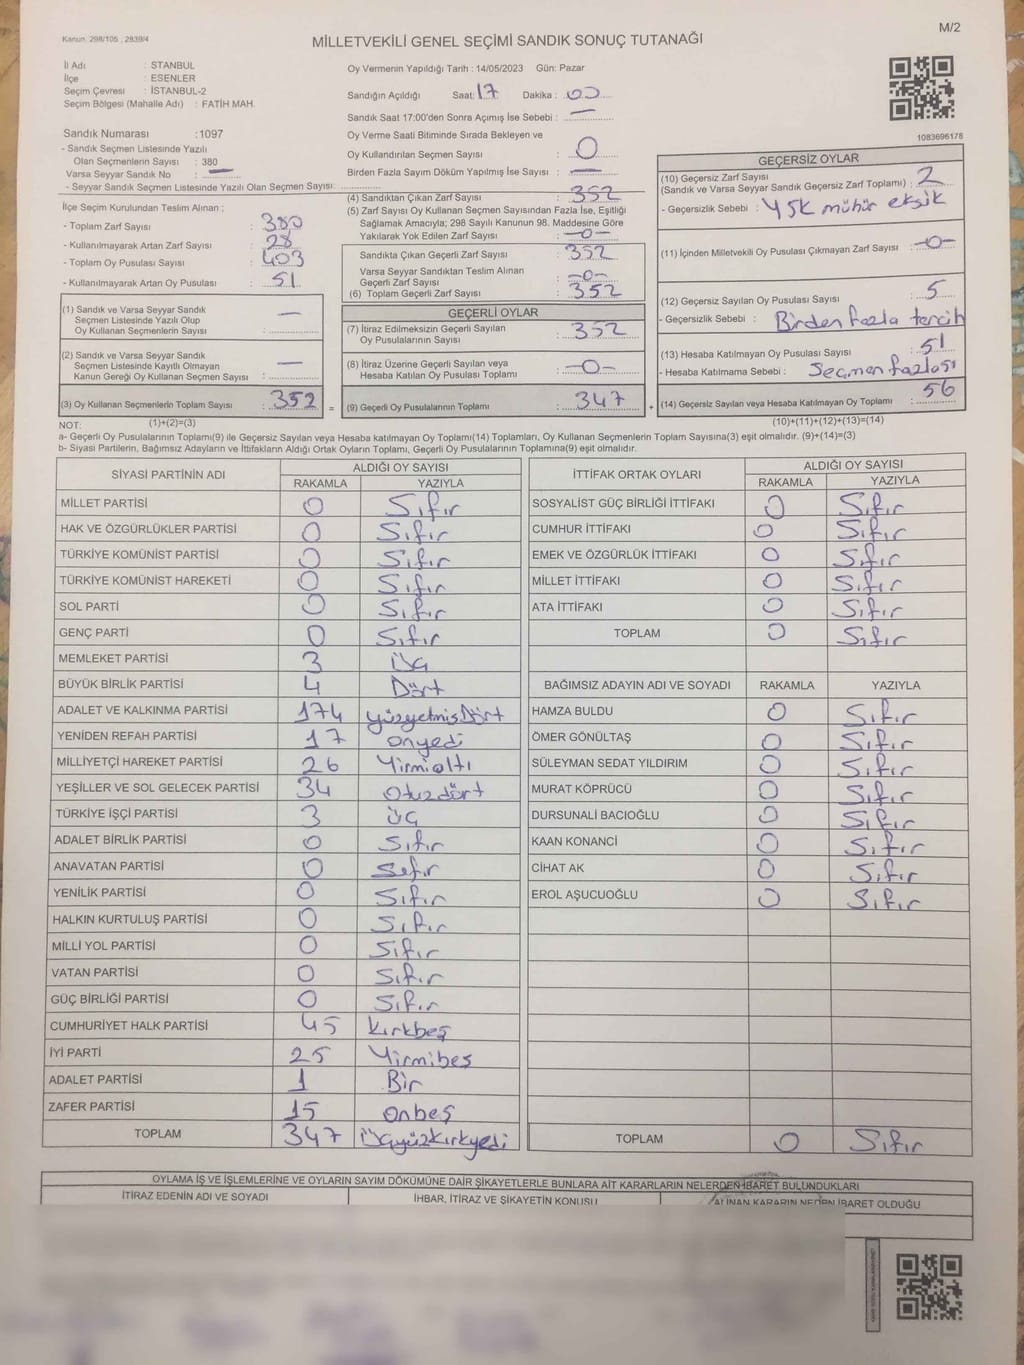 M/2
Kanun. 298/105 , 2839/4
MİLLETVEKİLİ GENEL SEÇİMİ SANDIK SONUÇ TUTANAĞI
İl Adı : STANBUL
İlçe : ESENLER
Seçim Çevresi : İSTANBUL-2
Seçim Bölgesi (Mahalle Adı) : FATİH MAH.
Sandık Numarası :1097
- Sandık Seçmen Listesinde Yazılı
Olan Seçmenlerin Sayısı : 380
Varsa Seyyar Sandık No : —
- Seyyar Sandık Seçmen Listesinde Yazılı Olan Seçmen Sayısı:
İlçe Seçim Kurulundan Teslim Alınan ;
- Toplam Zarf Sayısı : 380
- Kullanılmayarak Artan Zarf Sayısı : 28
- Toplam Oy Pusulası Sayısı : 403
- Kullanılmayarak Artan Oy Pusulası : 51
(1) Sandık ve Varsa Seyyar Sandık
Seçmen Listesinde Yazılı Olup
Oy Kullanan Seçmenlerin Sayısı : —
(2) Sandık ve Varsa Seyyar Sandık
Seçmen Listesinde Kayıtlı Olmayan
Kanun Gereği Oy Kullanan Seçmen Sayısı : —
(3) Oy Kullanan Seçmenlerin Toplam Sayısı : 352 =
Oy Vermenin Yapıldığı Tarih : 14/05/2023 Gün: Pazar
Sandığın Açıldığı Saat: 17 Dakika : 00
Sandık Saat 17:00'den Sonra Açımış İse Sebebi : —
Oy Verme Saati Bitiminde Sırada Bekleyen ve
Oy Kullandırılan Seçmen Sayısı : 0
Birden Fazla Sayım Döküm Yapılmış İse Sayısı : —
(4) Sandıktan Çıkan Zarf Sayısı : 352
(5) Zarf Sayısı Oy Kullanan Seçmen Sayısından Fazla İse, Eşitliği
Sağlamak Amacıyla; 298 Sayılı Kanunun 98. Maddesine Göre
Yakılarak Yok Edilen Zarf Sayısı : -0-
Sandıkta Çıkan Geçerli Zarf Sayısı : 352
Varsa Seyyar Sandıktan Teslim Alınan
Geçerli Zarf Sayısı : -0-
(6) Toplam Geçerli Zarf Sayısı : 352
GEÇERLİ OYLAR
(7) İtiraz Edilmeksizin Geçerli Sayılan
Oy Pusulalarının Sayısı : 352
(8) İtiraz Üzerine Geçerli Sayılan veya
Hesaba Katılan Oy Pusulası Toplamı : -0-
(9) Geçerli Oy Pusulalarının Toplamı : 347 +
1083696178
GEÇERSİZ OYLAR
(10) Geçersiz Zarf Sayısı
(Sandık ve Varsa Seyyar Sandık Geçersiz Zarf Toplamı) : 2
- Geçersizlik Sebebi : YSK mühür eksik
(11) İçinden Milletvekili Oy Pusulası Çıkmayan Zarf Sayısı : -0-
(12) Geçersiz Sayılan Oy Pusulası Sayısı : 5
- Geçersizlik Sebebi : Birden fazla tercih
(13) Hesaba Katılmayan Oy Pusulası Sayısı : 51
- Hesaba Katılmama Sebebi : Seçmen fazlası
(14) Geçersiz Sayılan veya Hesaba Katılmayan Oy Toplamı : 56
NOT: (1)+(2)=(3) (10)+(11)+(12)+(13)=(14)
a- Geçerli Oy Pusulalarının Toplamı(9) ile Geçersiz Sayılan veya Hesaba katılmayan Oy Toplamı(14) Toplamları, Oy Kullanan Seçmenlerin Toplam Sayısına(3) eşit olmalıdır. (9)+(14)=(3)
b- Siyasi Partilerin, Bağımsız Adayların ve İttifakların Aldığı Ortak Oyların Toplamı, Geçerli Oy Pusulalarının Toplamına(9) eşit olmalıdır.
SİYASİ PARTİNİN ADI ALDIĞI OY SAYISI
RAKAMLA YAZIYLA
MİLLET PARTİSİ 0 Sıfır
HAK VE ÖZGÜRLÜKLER PARTİSİ 0 Sıfır
TÜRKİYE KOMÜNİST PARTİSİ 0 Sıfır
TÜRKİYE KOMÜNİST HAREKETİ 0 Sıfır
SOL PARTİ 0 Sıfır
GENÇ PARTİ 0 Sıfır
MEMLEKET PARTİSİ 3 Üç
BÜYÜK BİRLİK PARTİSİ 4 Dört
ADALET VE KALKINMA PARTİSİ 174 yüzyetmişDört
YENİDEN REFAH PARTİSİ 17 onyedi
MİLLİYETÇİ HAREKET PARTİSİ 26 Yirmialtı
YEŞİLLER VE SOL GELECEK PARTİSİ 34 Otuzdört
TÜRKİYE İŞÇİ PARTİSİ 3 üç
ADALET BİRLİK PARTİSİ 0 Sıfır
ANAVATAN PARTİSİ 0 Sefır
YENİLİK PARTİSİ 0 Sıfır
HALKIN KURTULUŞ PARTİSİ 0 Sıfır
MİLLİ YOL PARTİSİ 0 Sıfır
VATAN PARTİSİ 0 Sıfır
GÜÇ BİRLİĞİ PARTİSİ 0 Sıfır
CUMHURİYET HALK PARTİSİ 45 Kırkbeş
İYİ PARTİ 25 Yirmibeş
ADALET PARTİSİ 1 Bir
ZAFER PARTİSİ 15 onbeş
TOPLAM 347 üçyüzkırkyedi
İTTİFAK ORTAK OYLARI ALDIĞI OY SAYISI
RAKAMLA YAZIYLA
SOSYALİST GÜÇ BİRLİĞİ İTTİFAKI 0 Sıfır
CUMHUR İTTİFAKI 0 Sıfır
EMEK VE ÖZGÜRLÜK İTTİFAKI 0 Sıfır
MİLLET İTTİFAKI 0 Sıfır
ATA İTTİFAKI 0 Sıfır
TOPLAM 0 Sıfır
BAĞIMSIZ ADAYIN ADI VE SOYADI RAKAMLA YAZIYLA
HAMZA BULDU 0 Sıfır
ÖMER GÖNÜLTAŞ 0 Sıfır
SÜLEYMAN SEDAT YILDIRIM 0 Sıfır
MURAT KÖPRÜCÜ 0 Sıfır
DURSUNALİ BACIOĞLU 0 Sıfır
KAAN KONANCİ 0 Sıfır
CİHAT AK 0 Sıfır
EROL AŞUCUOĞLU 0 Sıfır
TOPLAM 0 Sıfır
OYLAMA İŞ VE İŞLEMLERİNE VE OYLARIN SAYIM DÖKÜMÜNE DAİR ŞİKAYETLERLE BUNLARA AİT KARARLARIN NELERDEN İBARET BULUNDUKLARI
İTİRAZ EDENİN ADI VE SOYADI İHBAR, İTİRAZ VE ŞİKAYETİN KONUSU ALINAN KARARIN NEDEN İBARET OLDUĞU